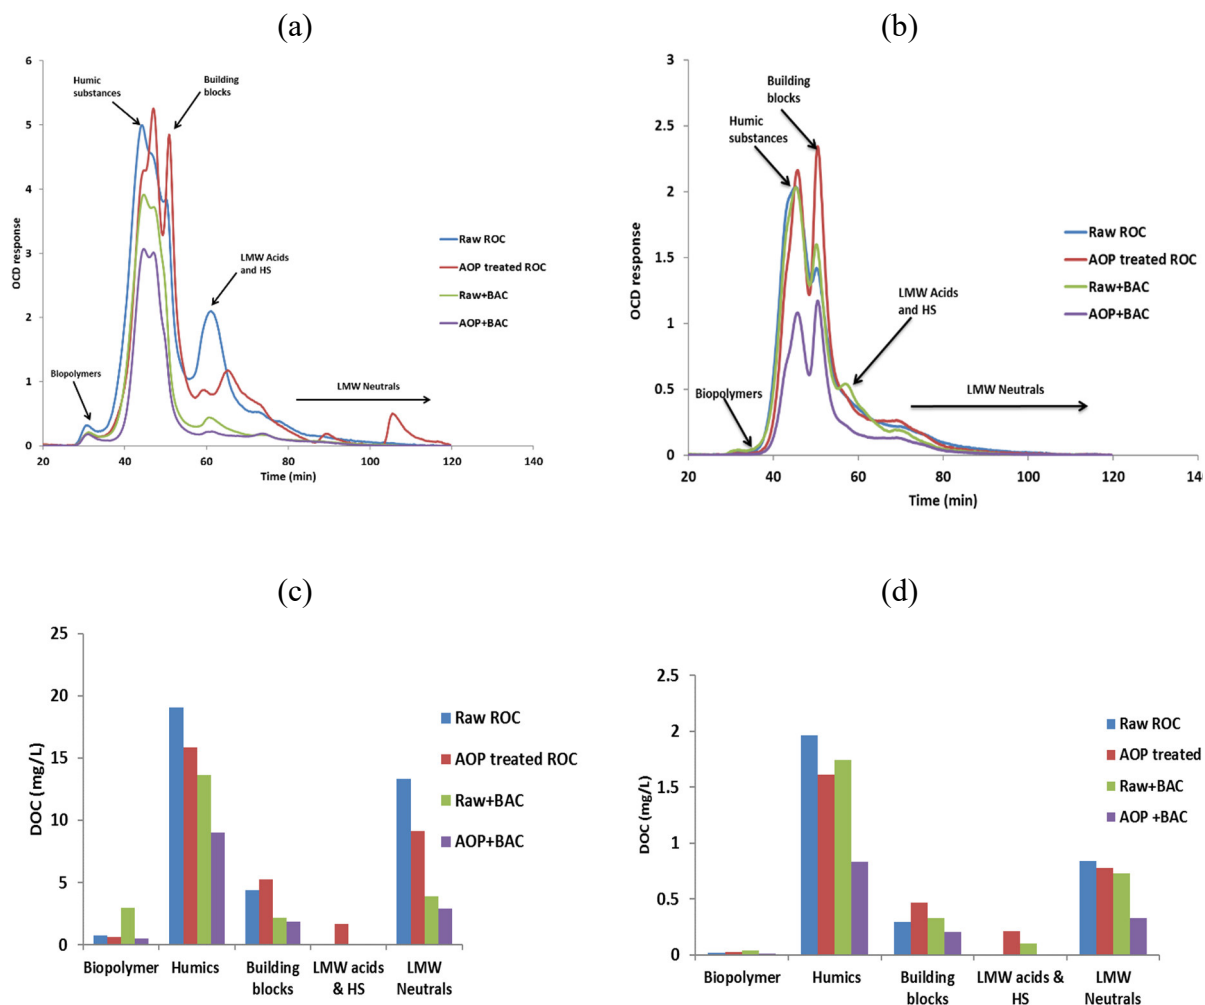 (a)
6
5
4
3
2
1
0
OCD response
Humic
substances
Building
blocks
LMW Acids
and HS
Biopolymers
LMW Neutrals
Raw ROC
AOP treated ROC
Raw+BAC
AOP+BAC
20 40 60 80 100 120 140
Time (min)
(b)
3
2.5
2
1.5
1
0.5
0
OCD response
Building
blocks
Humic
substances
LMW Acids
and HS
Biopolymers
LMW Neutrals
Raw ROC
AOP treated ROC
Raw+BAC
AOP+BAC
20 40 60 80 100 120 14
Time (min)
(c)
25
20
15
10
5
0
DOC (mg/L)
Raw ROC
AOP treated ROC
Raw+BAC
AOP+BAC
Biopolymer Humics Building LMW acids LMW
blocks & HS Neutrals
(d)
2.5
2
1.5
1
0.5
0
DOC (mg/L)
Raw ROC
AOP treated
Raw+BAC
AOP +BAC
Biopolymer Humics Building LMW acids & LMW
blocks HS Neutrals